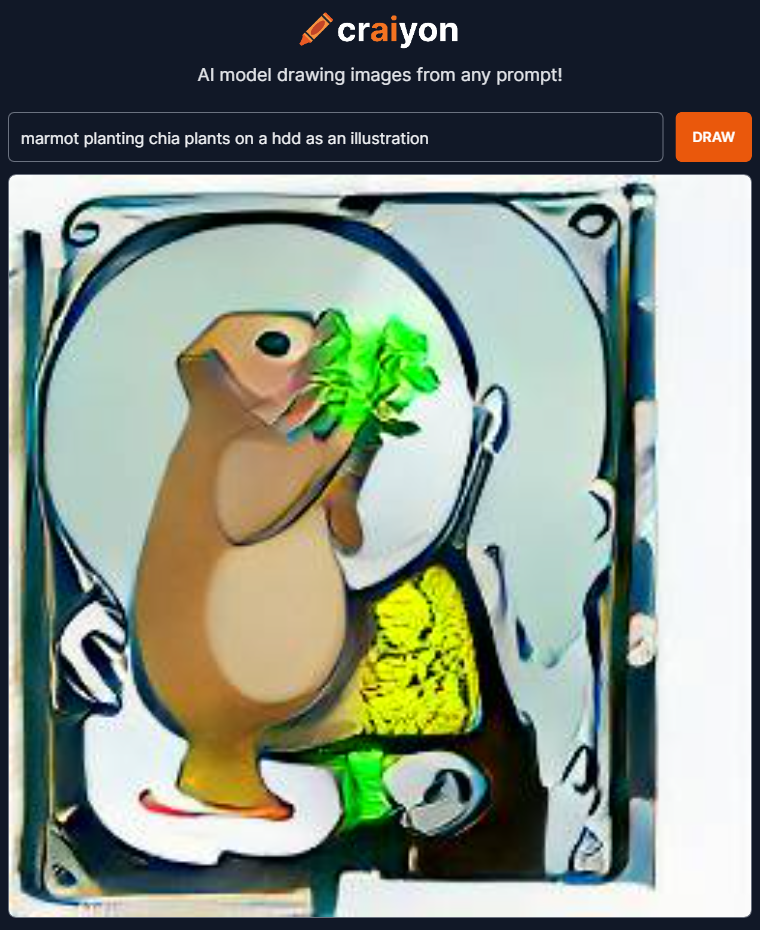 craiyon
AI model drawing images from any prompt!
marmot planting chia plants on a hdd as an illustration
DRAW